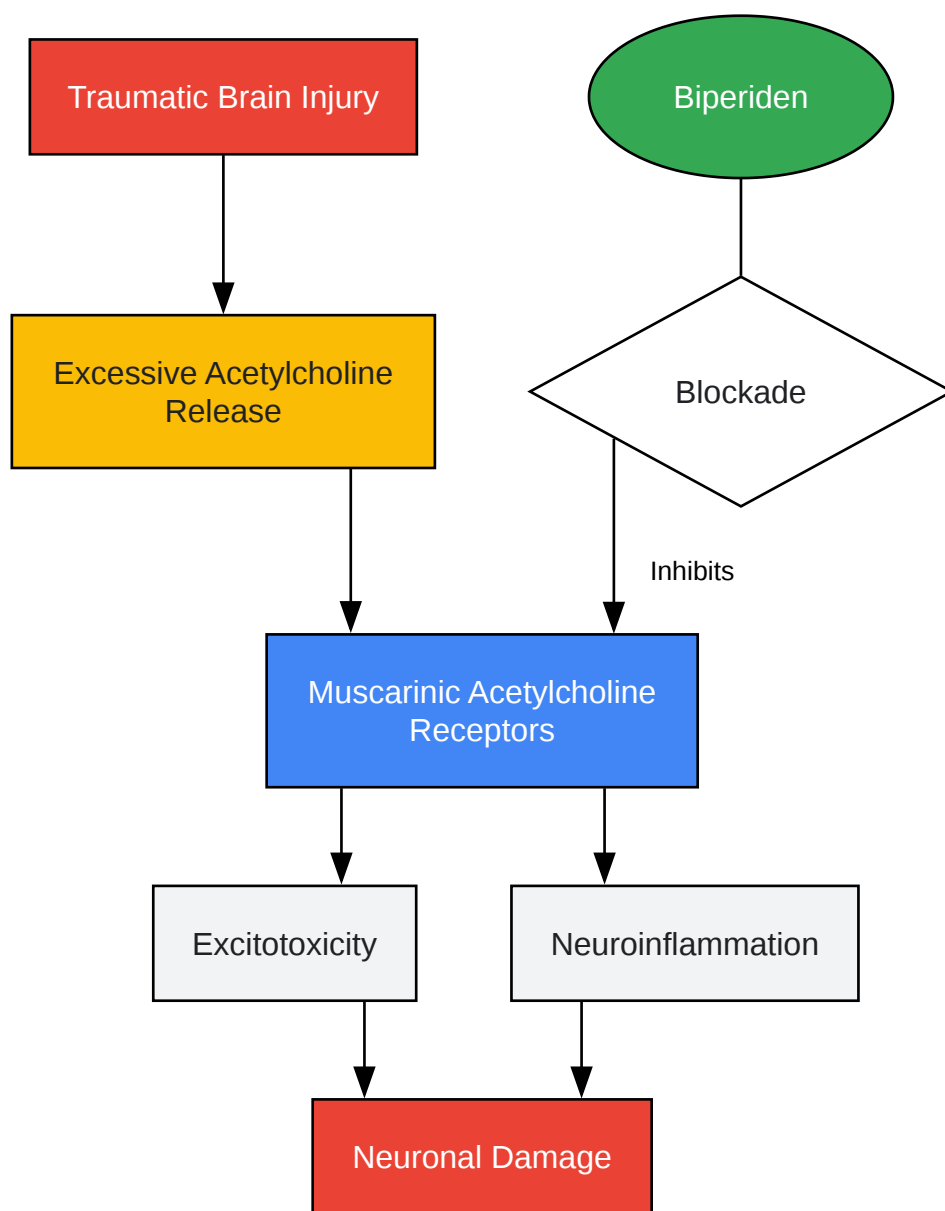 Traumatic Brain Injury
Biperiden
Excessive Acetylcholine
Release
Blockade
Inhibits
Muscarinic Acetylcholine
Receptors
Excitotoxicity
Neuroinflammation
Neuronal Damage